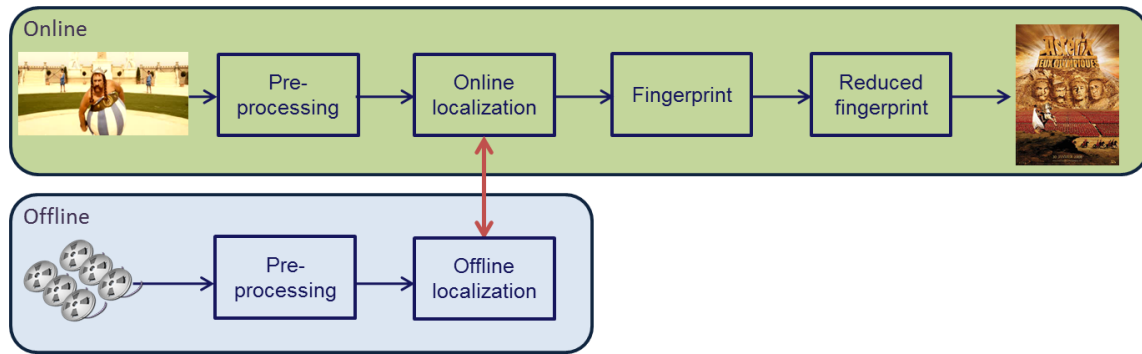 Online
Pre-
processing
Online
localization
Fingerprint
Reduced
fingerprint
Offline
Pre-
processing
Offline
localization